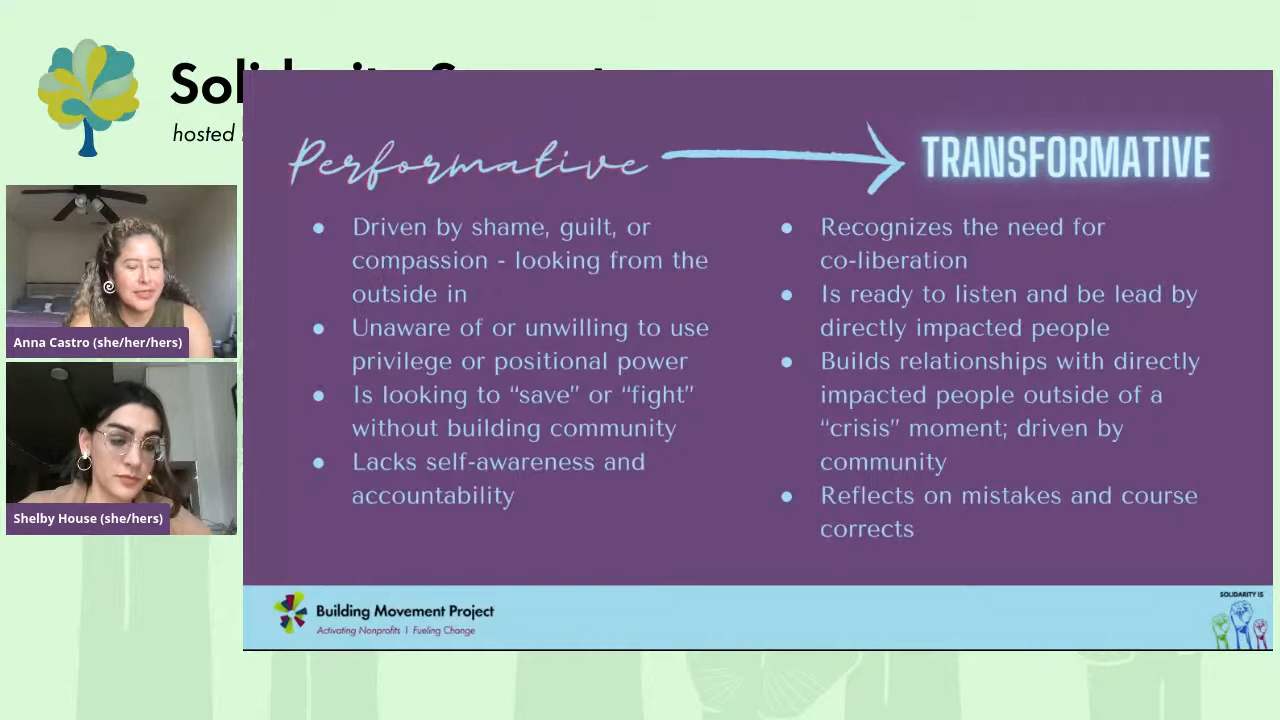 Sol
hosted
Performative
TRANSFORMATIVE
● Driven by shame, guilt, or
compassion - looking from the
outside in
● Unaware of or unwilling to use
privilege or positional power
● Is looking to “save” or “fight”
without building community
● Lacks self-awareness and
accountability
● Recognizes the need for
co-liberation
● Is ready to listen and be lead by
directly impacted people
● Builds relationships with directly
impacted people outside of a
“crisis” moment; driven by
community
● Reflects on mistakes and course
corrects
Anna Castro (she/her/hers)
Shelby House (she/hers)
Building Movement Project
Activating Nonprofits | Fueling Change
SOLIDARITY IS